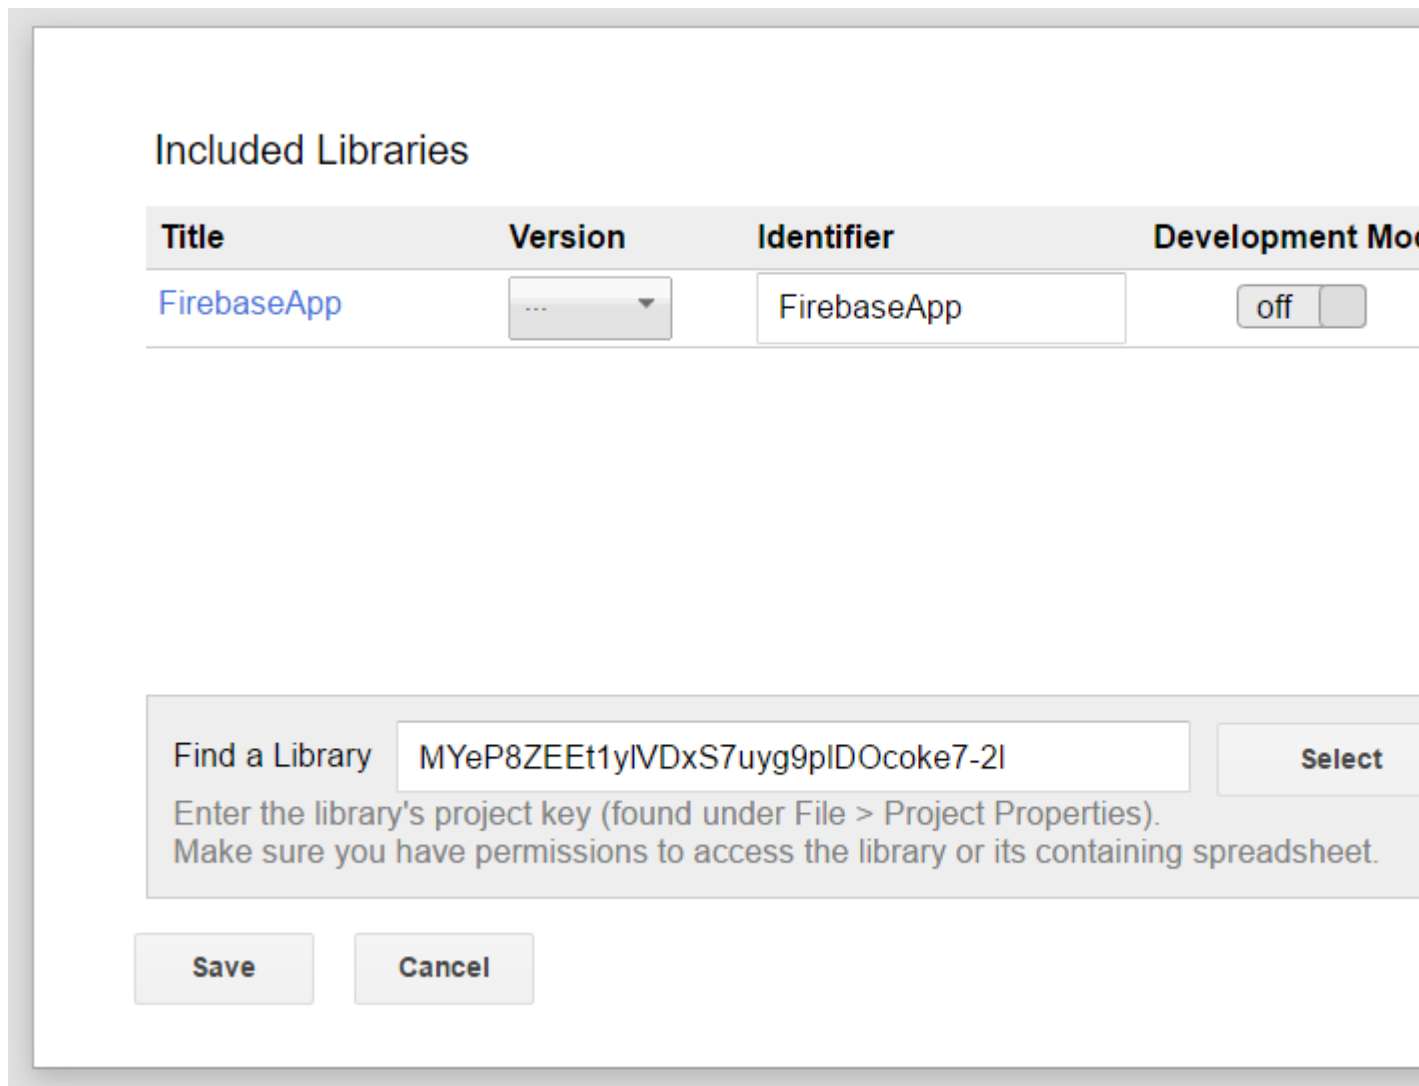 Included Libraries
Title Version Identifier Development Mod
FirebaseApp --- FirebaseApp off
Find a Library MYeP8ZEEt1ylVDxS7uyg9plDOcoke7-2l Select
Enter the library's project key (found under File > Project Properties).
Make sure you have permissions to access the library or its containing spreadsheet.
Save Cancel